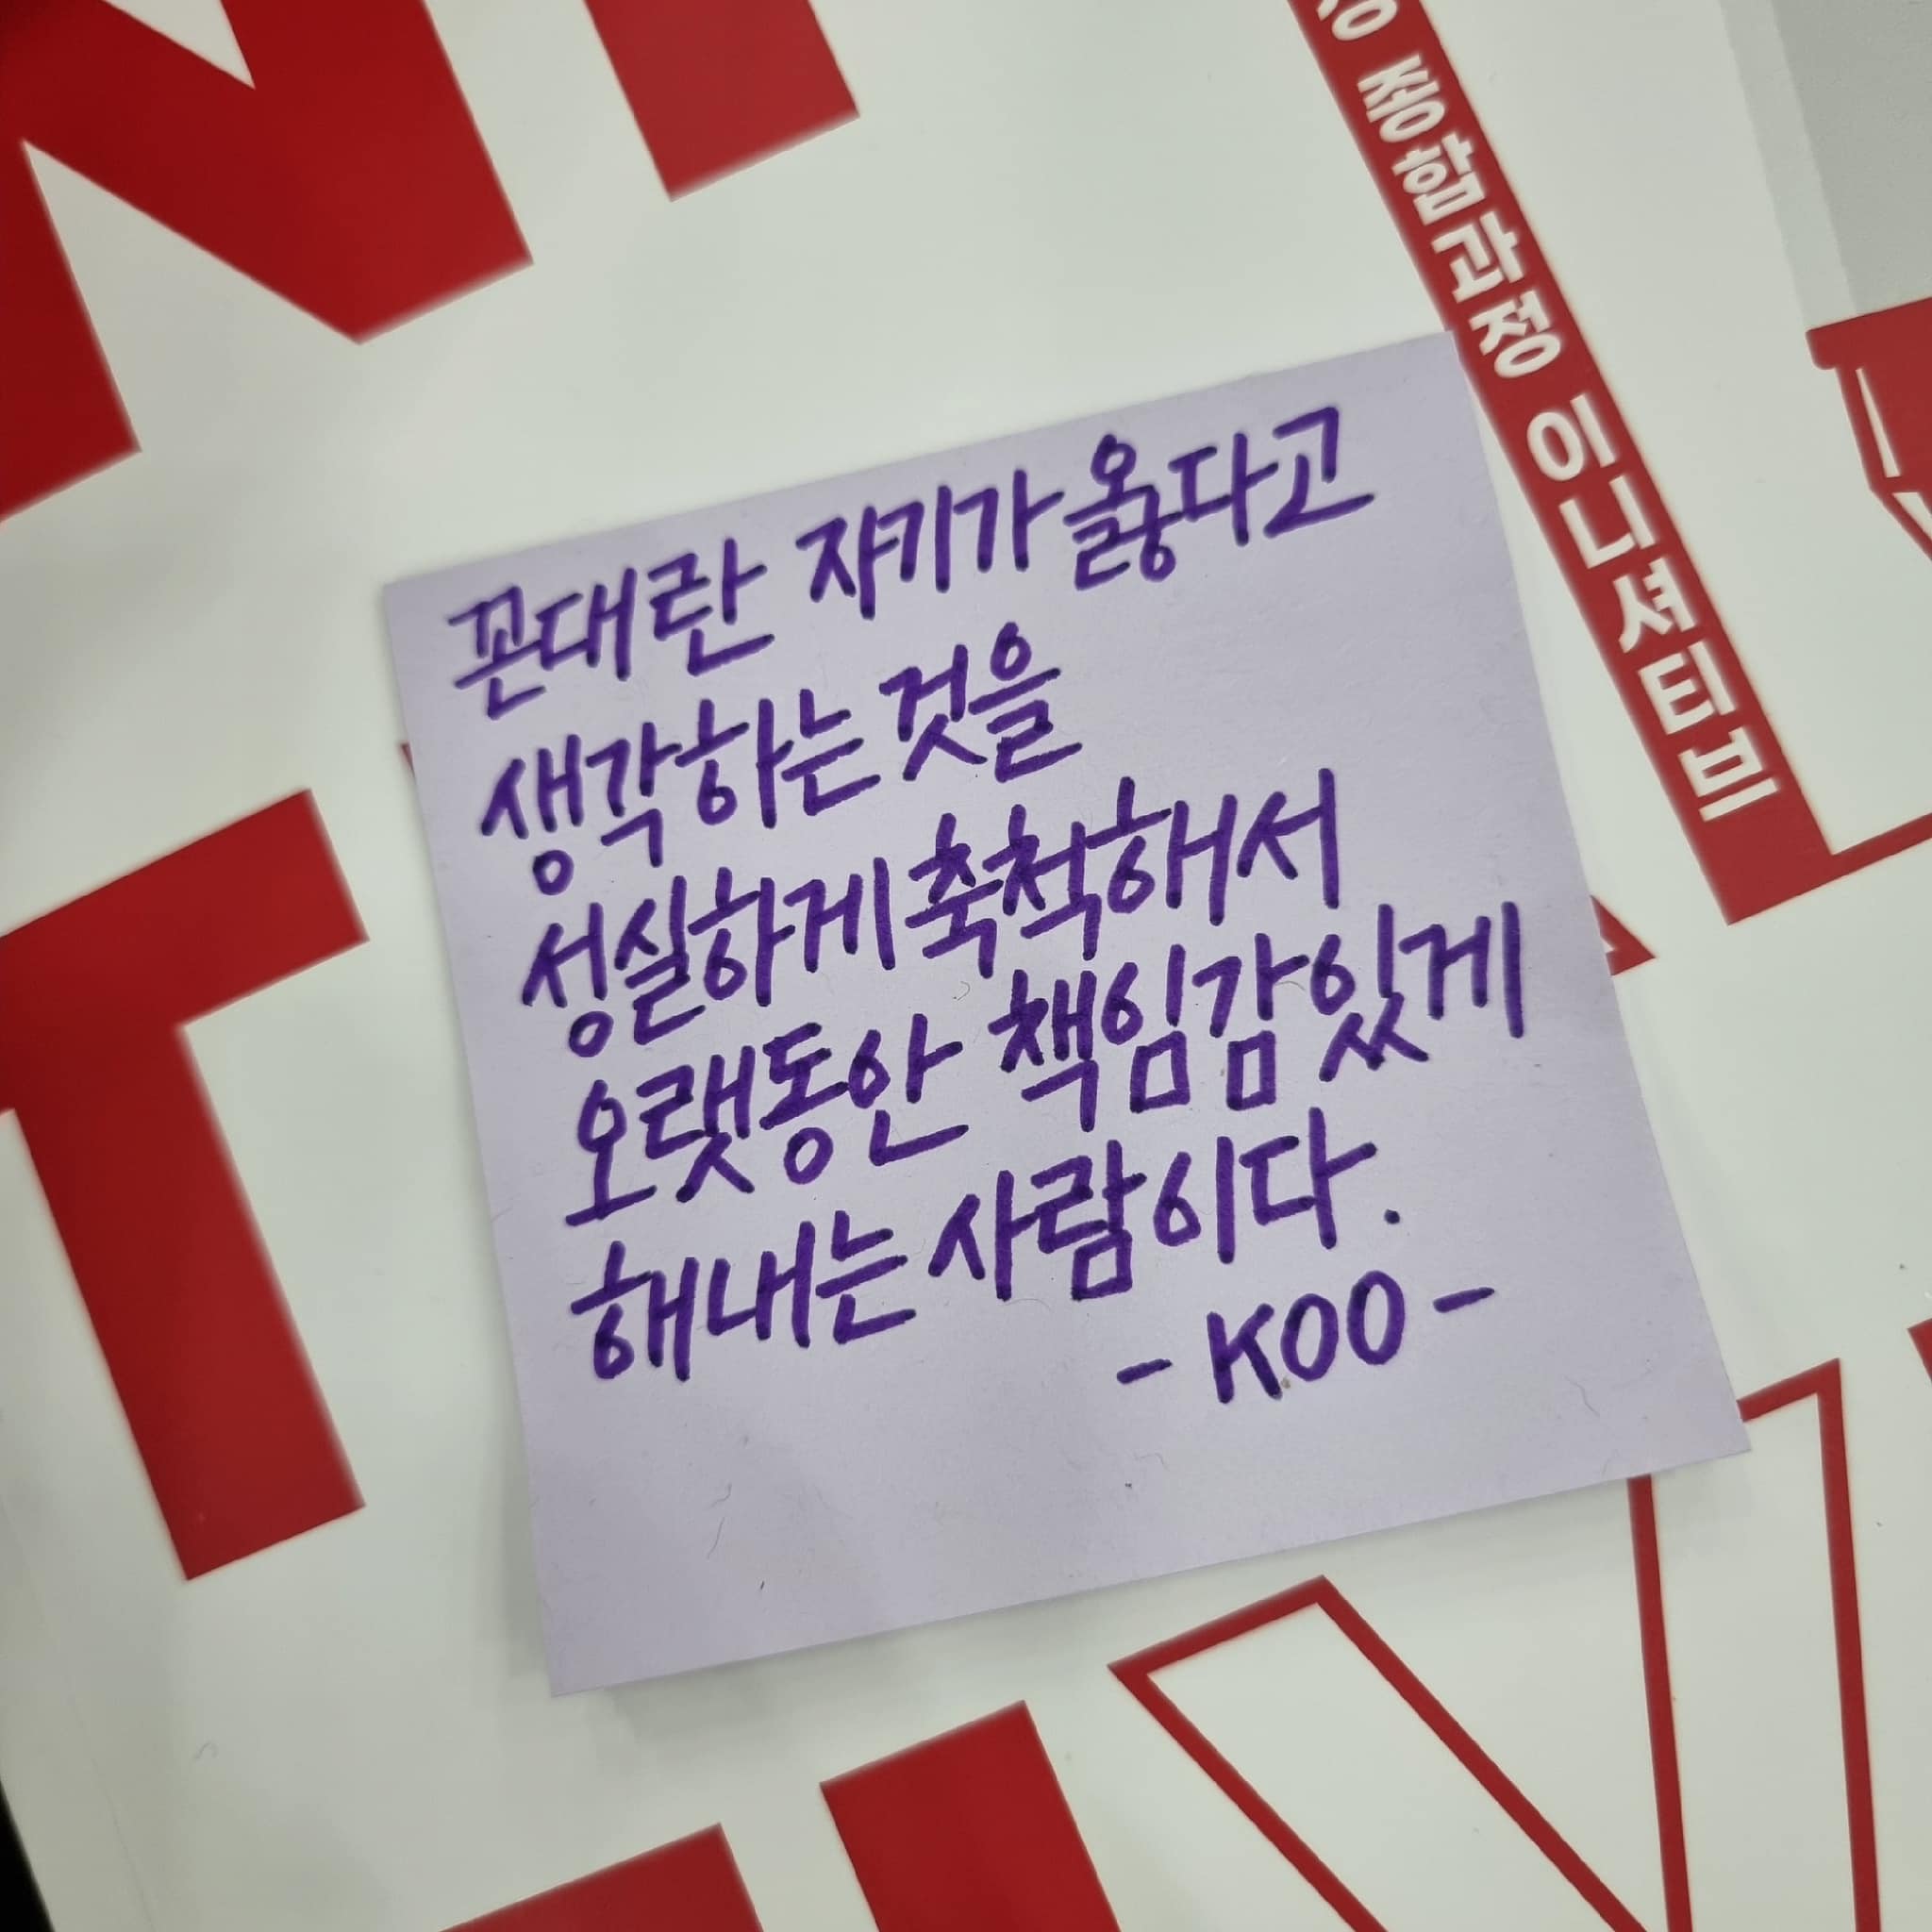 종합과정 이니셔티브
꼰대란 자기가 옳다고
생각하는 것을
성실하게 축척해서
오랫동안 책임감있게
해내는 사람이다.
- KOO -